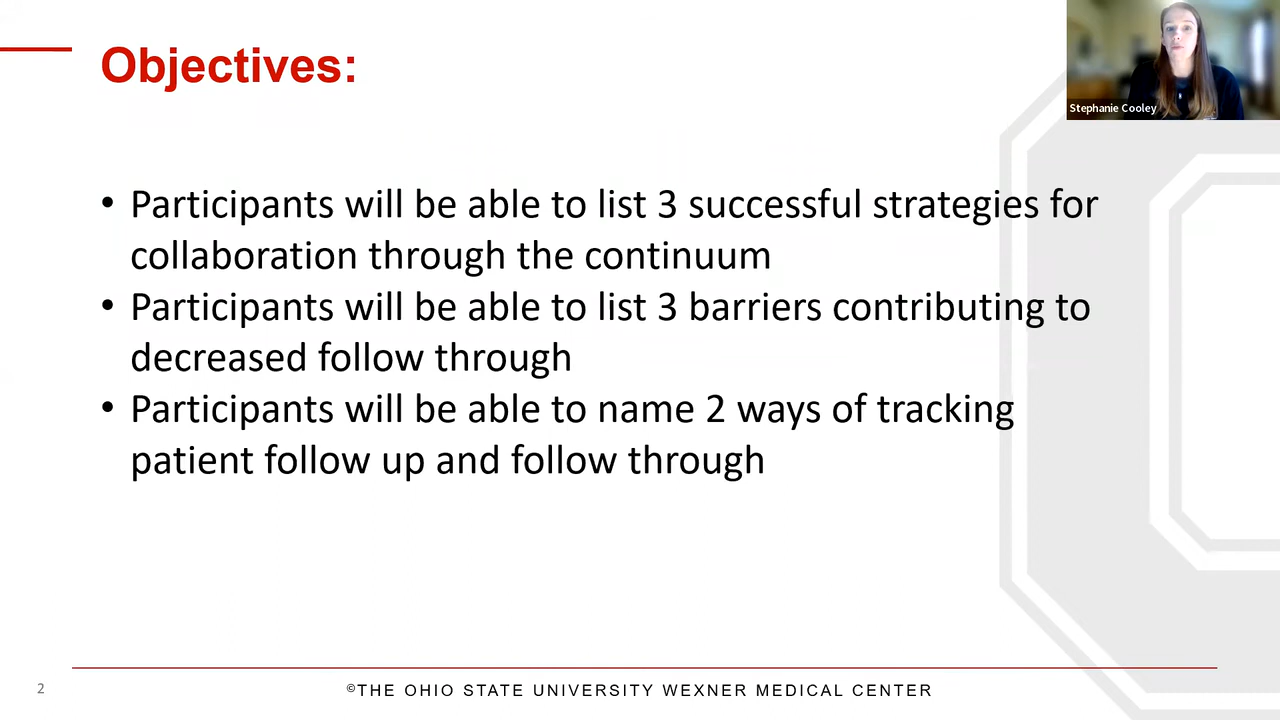 Objectives:
Stephanie Cooley
• Participants will be able to list 3 successful strategies for
collaboration through the continuum
• Participants will be able to list 3 barriers contributing to
decreased follow through
• Participants will be able to name 2 ways of tracking
patient follow up and follow through
2
©THE OHIO STATE UNIVERSITY WEXNER MEDICAL CENTER